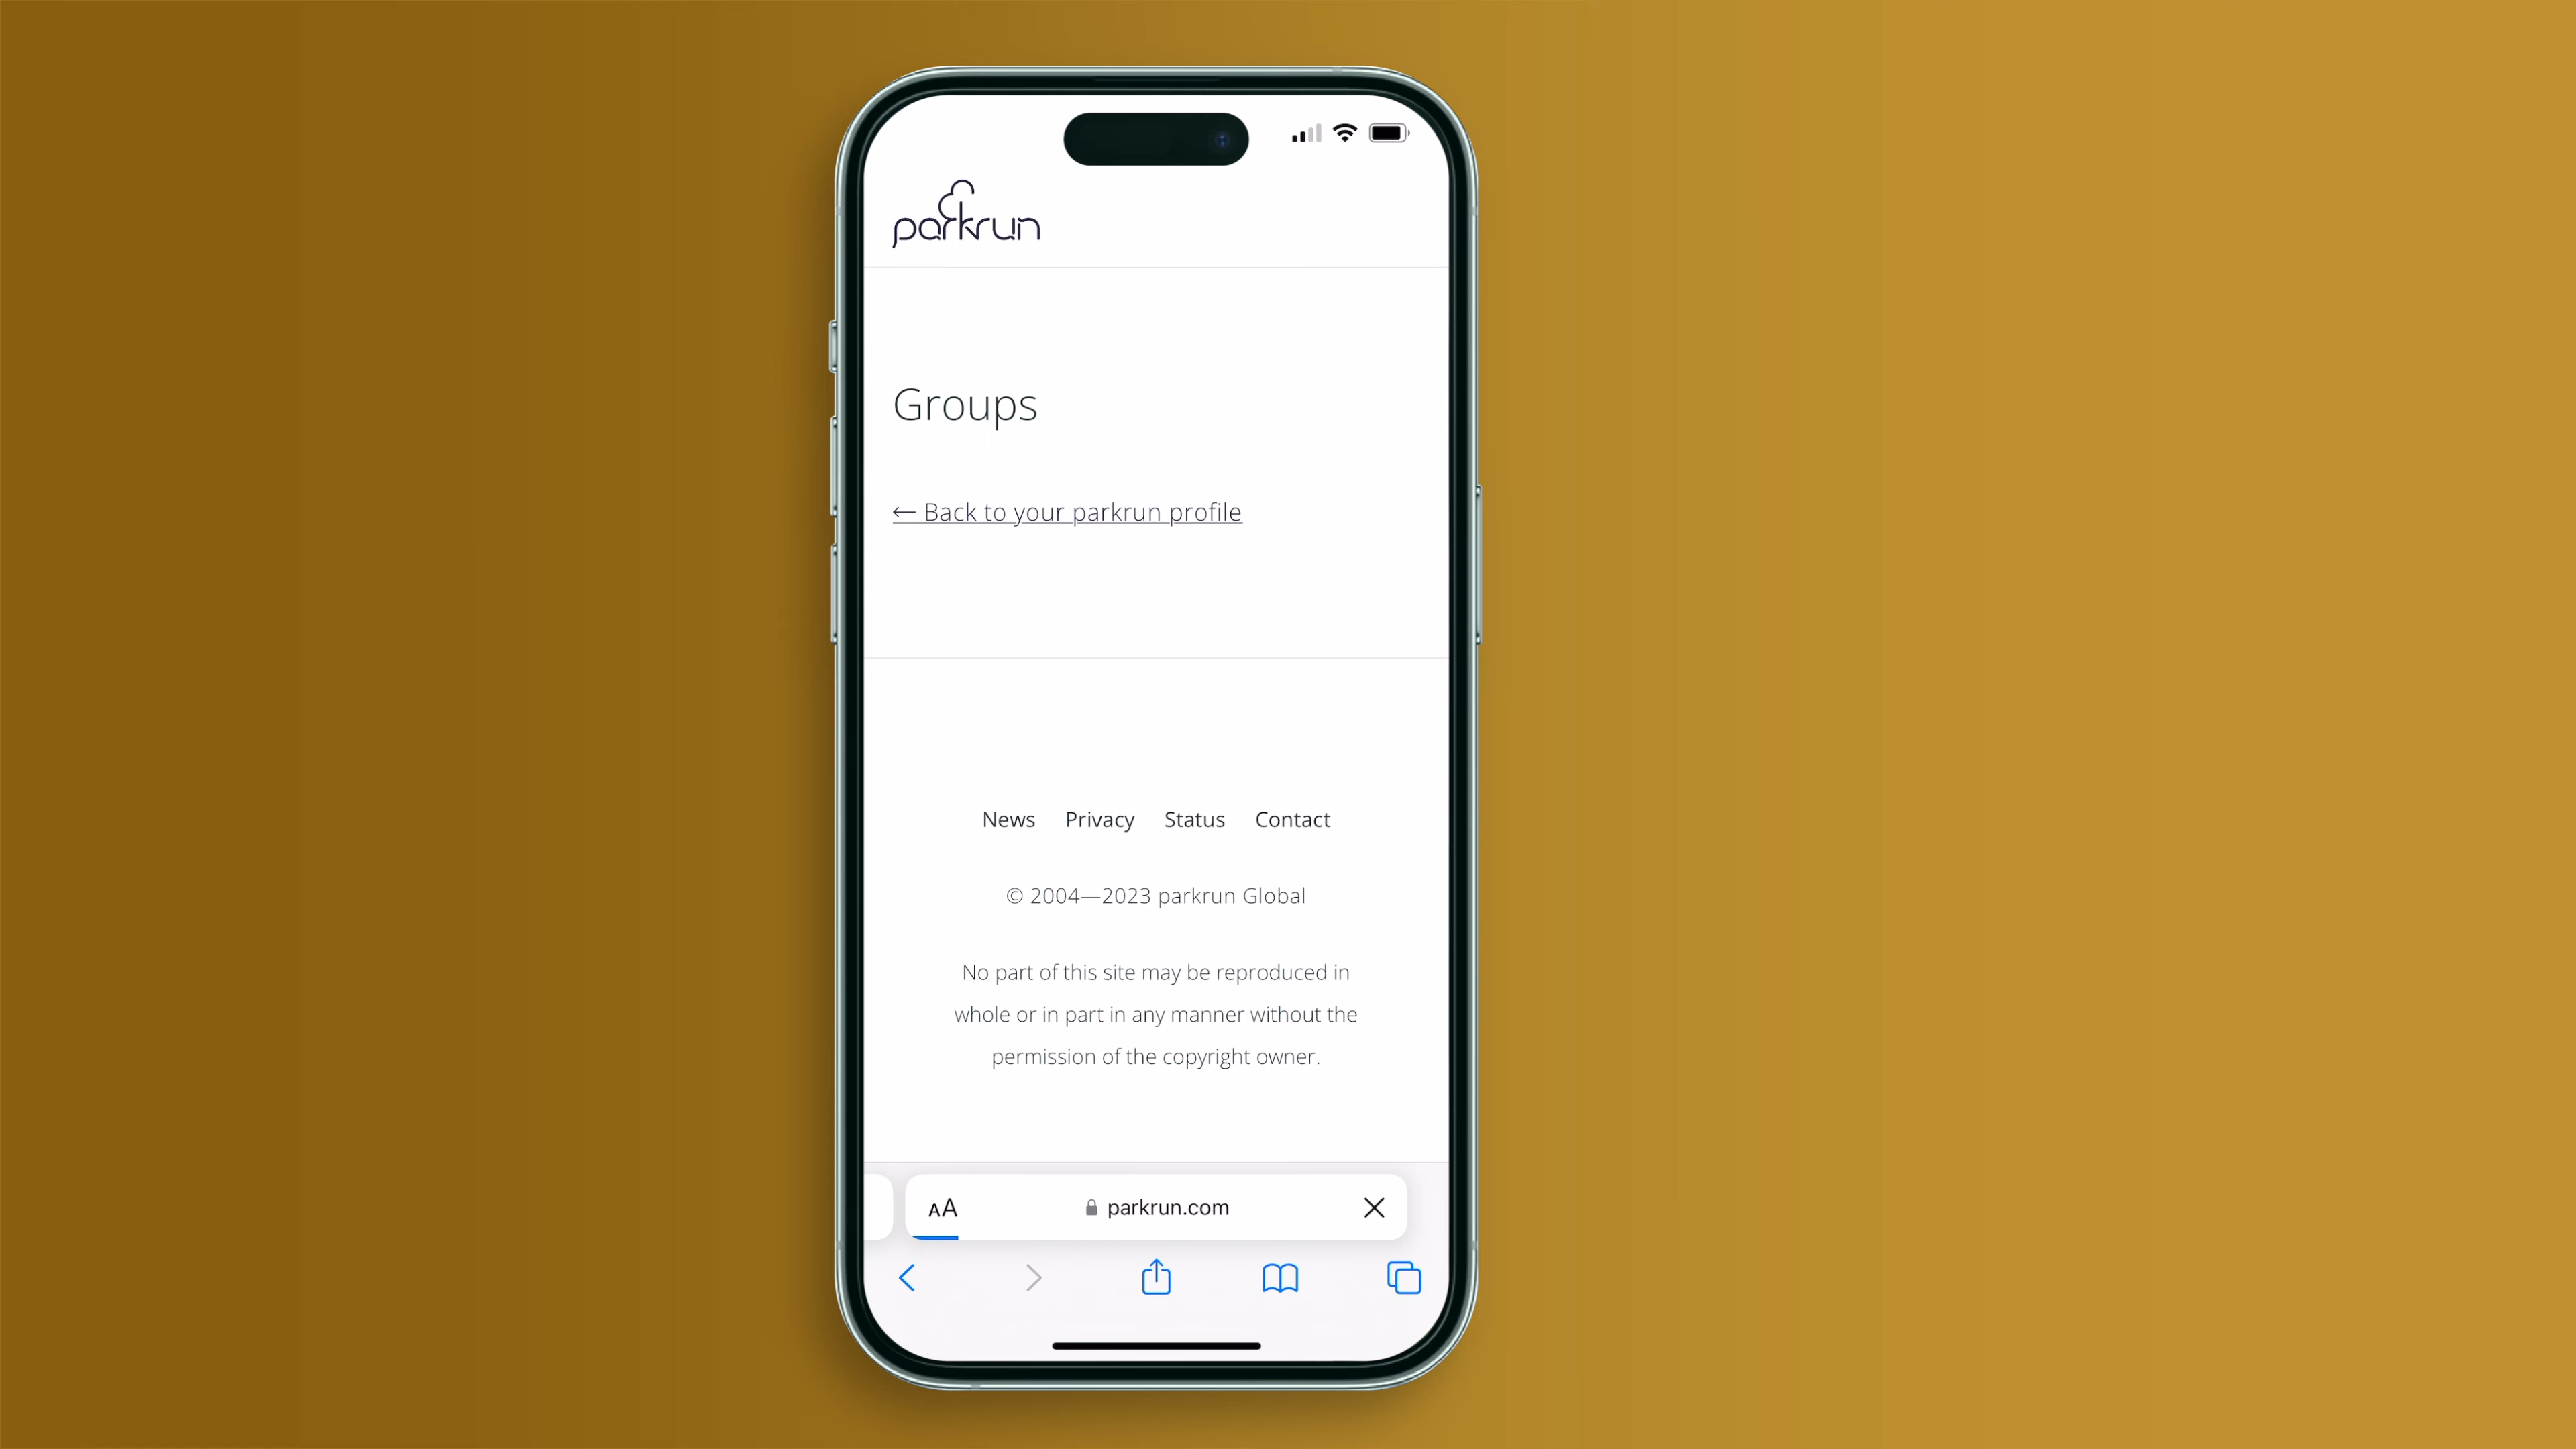 parkrun
Groups
← Back to your parkrun profile
News Privacy Status Contact
© 2004—2023 parkrun Global
No part of this site may be reproduced in
whole or in part in any manner without the
permission of the copyright owner.
AA parkrun.com